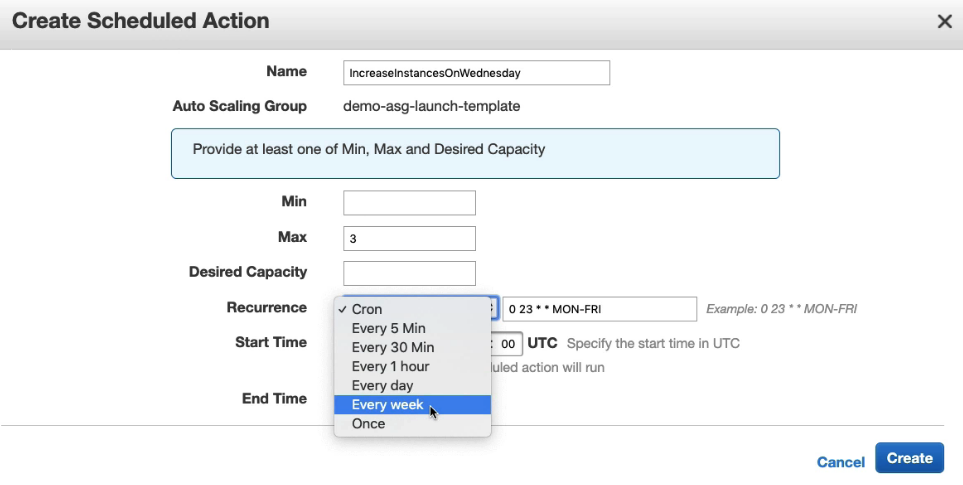 Create Scheduled Action
Name IncreaseInstancesOnWednesday
Auto Scaling Group demo-asg-launch-template
Provide at least one of Min, Max and Desired Capacity
Min
Max 3
Desired Capacity
Recurrence ✓ Cron 0 23 * * MON-FRI Example: 0 23 * * MON-FRI
Every 5 Min
Start Time Every 30 Min : 00 UTC Specify the start time in UTC
Every 1 hour uled action will run
Every day
End Time Every week
Once
Cancel Create